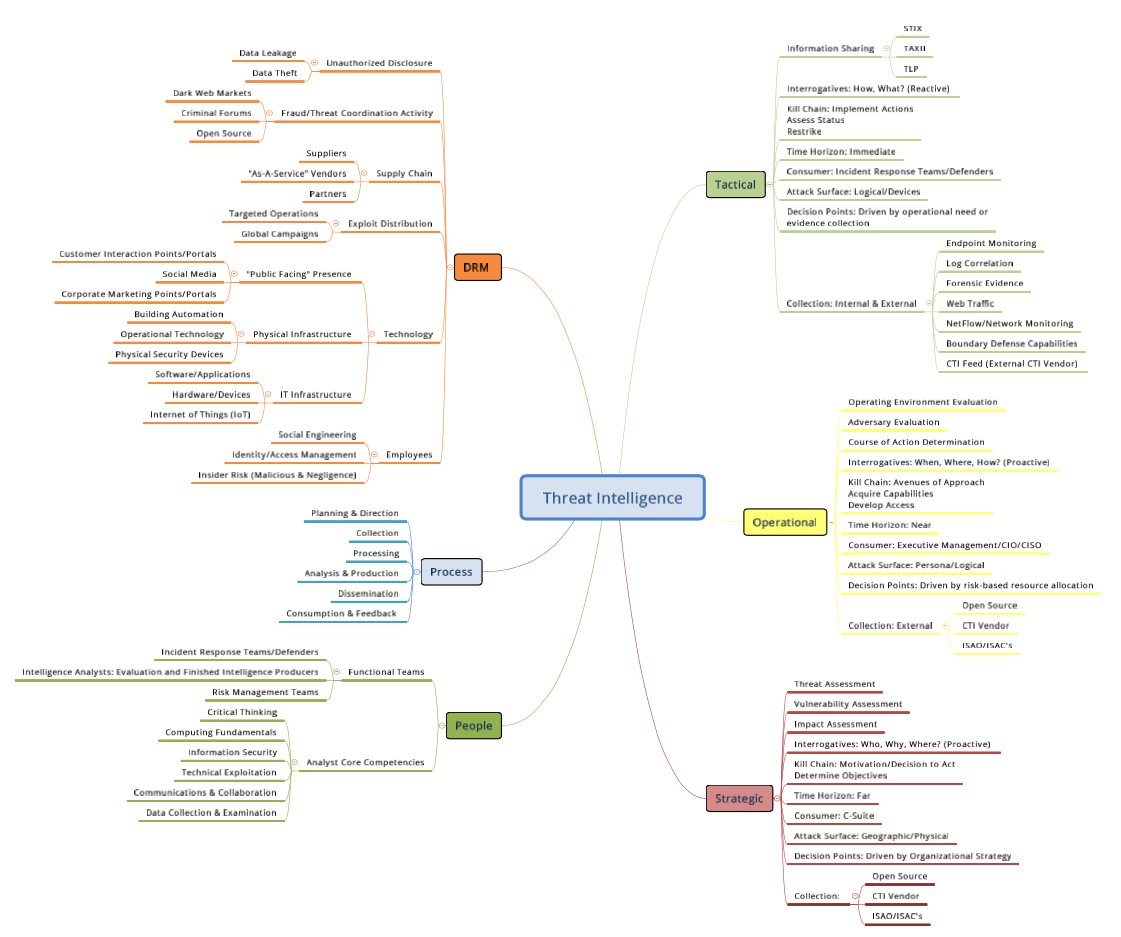 Threat Intelligence
DRM
Unauthorized Disclosure
Data Leakage
Data Theft
Fraud/Threat Coordination Activity
Dark Web Markets
Criminal Forums
Open Source
Supply Chain
Suppliers
"As-A-Service" Vendors
Partners
Exploit Distribution
Targeted Operations
Global Campaigns
Technology
"Public Facing" Presence
Customer Interaction Points/Portals
Social Media
Corporate Marketing Points/Portals
Physical Infrastructure
Building Automation
Operational Technology
Physical Security Devices
IT Infrastructure
Software/Applications
Hardware/Devices
Internet of Things (IoT)
Employees
Social Engineering
Identity/Access Management
Insider Risk (Malicious & Negligence)
Process
Planning & Direction
Collection
Processing
Analysis & Production
Dissemination
Consumption & Feedback
People
Functional Teams
Incident Response Teams/Defenders
Intelligence Analysts: Evaluation and Finished Intelligence Producers
Risk Management Teams
Analyst Core Competencies
Critical Thinking
Computing Fundamentals
Information Security
Technical Exploitation
Communications & Collaboration
Data Collection & Examination
Tactical
Information Sharing
STIX
TAXII
TLP
Interrogatives: How, What? (Reactive)
Kill Chain: Implement Actions
Assess Status
Restrike
Time Horizon: Immediate
Consumer: Incident Response Teams/Defenders
Attack Surface: Logical/Devices
Decision Points: Driven by operational need or
evidence collection
Collection: Internal & External
Endpoint Monitoring
Log Correlation
Forensic Evidence
Web Traffic
NetFlow/Network Monitoring
Boundary Defense Capabilities
CTI Feed (External CTI Vendor)
Operational
Operating Environment Evaluation
Adversary Evaluation
Course of Action Determination
Interrogatives: When, Where, How? (Proactive)
Kill Chain: Avenues of Approach
Acquire Capabilities
Develop Access
Time Horizon: Near
Consumer: Executive Management/CIO/CISO
Attack Surface: Persona/Logical
Decision Points: Driven by risk-based resource allocation
Collection: External
Open Source
CTI Vendor
ISAO/ISAC's
Strategic
Threat Assessment
Vulnerability Assessment
Impact Assessment
Interrogatives: Who, Why, Where? (Proactive)
Kill Chain: Motivation/Decision to Act
Determine Objectives
Time Horizon: Far
Consumer: C-Suite
Attack Surface: Geographic/Physical
Decision Points: Driven by Organizational Strategy
Collection:
Open Source
CTI Vendor
ISAO/ISAC's